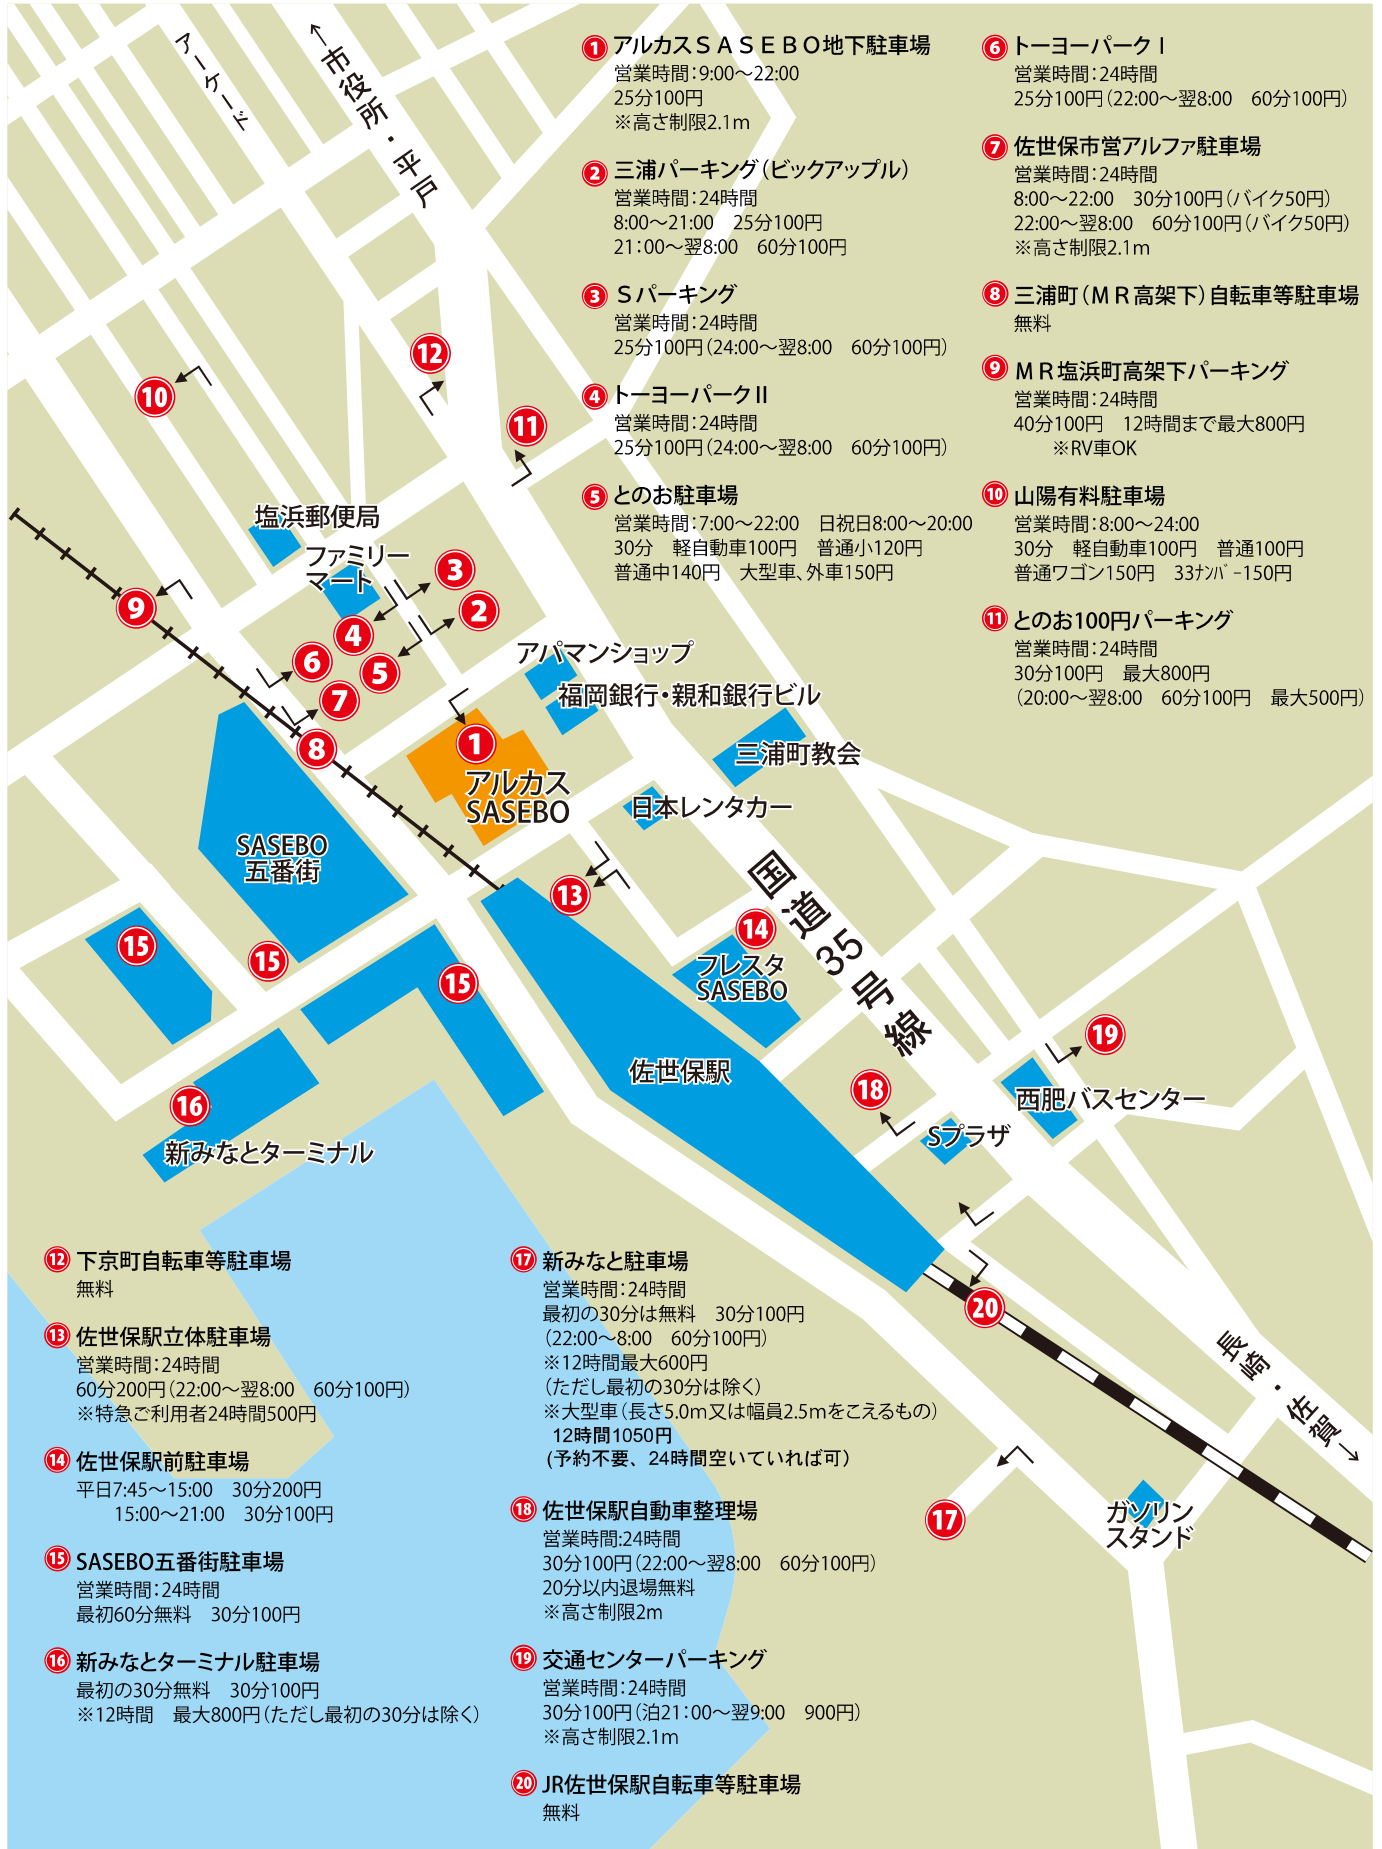 アーケード
←市役所・平戸
1 アルカスＳＡＳＥＢＯ地下駐車場
営業時間：9:00～22:00
25分100円
※高さ制限2.1m
2 三浦パーキング（ビックアップル）
営業時間：24時間
8:00～21:00　25分100円
21：00～翌8:00　60分100円
3 Ｓパーキング
営業時間：24時間
25分100円（24:00～翌8:00　60分100円）
4 トーヨーパークⅡ
営業時間：24時間
25分100円（24:00～翌8:00　60分100円）
5 とのお駐車場
営業時間：7:00～22:00　日祝日8:00～20:00
30分　軽自動車100円　普通小120円
普通中140円　大型車、外車150円
6 トーヨーパークⅠ
営業時間：24時間
25分100円（22:00～翌8:00　60分100円）
7 佐世保市営アルファ駐車場
営業時間：24時間
8:00～22:00　30分100円（バイク50円）
22:00～翌8:00　60分100円（バイク50円）
※高さ制限2.1m
8 三浦町（ＭＲ高架下）自転車等駐車場
無料
9 ＭＲ塩浜町高架下パーキング
営業時間：24時間
40分100円　12時間まで最大800円
※RV車OK
10 山陽有料駐車場
営業時間：8:00～24:00
30分　軽自動車100円　普通100円
普通ワゴン150円　33ﾅﾝﾊﾞｰ150円
11 とのお100円パーキング
営業時間：24時間
30分100円　最大800円
（20:00～翌8:00　60分100円　最大500円）
12
10
11
塩浜郵便局
ファミリー
マート
3
9
2
4
6
5
7
8
1
アパマンショップ
福岡銀行・親和銀行ビル
三浦町教会
アルカス
SASEBO
日本レンタカー
SASEBO
五番街
国道35号線
13
14
15
15
15
フレスタ
SASEBO
佐世保駅
19
18
西肥バスセンター
Sプラザ
16
新みなとターミナル
20
長崎・佐賀→
17
ガソリン
スタンド
12 下京町自転車等駐車場
無料
13 佐世保駅立体駐車場
営業時間：24時間
60分200円（22:00～翌8:00　60分100円）
※特急ご利用者24時間500円
14 佐世保駅前駐車場
平日7:45～15:00　30分200円
15:00～21:00　30分100円
15 SASEBO五番街駐車場
営業時間：24時間
最初60分無料　30分100円
16 新みなとターミナル駐車場
最初の30分無料　30分100円
※12時間　最大800円（ただし最初の30分は除く）
17 新みなと駐車場
営業時間：24時間
最初の30分は無料　30分100円
（22:00～8:00　60分100円）
※12時間最大600円
（ただし最初の30分は除く）
※大型車（長さ5.0m又は幅員2.5mをこえるもの）
12時間1050円
(予約不要、24時間空いていれば可）
18 佐世保駅自動車整理場
営業時間:24時間
30分100円（22:00～翌8:00　60分100円）
20分以内退場無料
※高さ制限2m
19 交通センターパーキング
営業時間：24時間
30分100円（泊21：00～翌9:00　900円）
※高さ制限2.1m
20 JR佐世保駅自転車等駐車場
無料